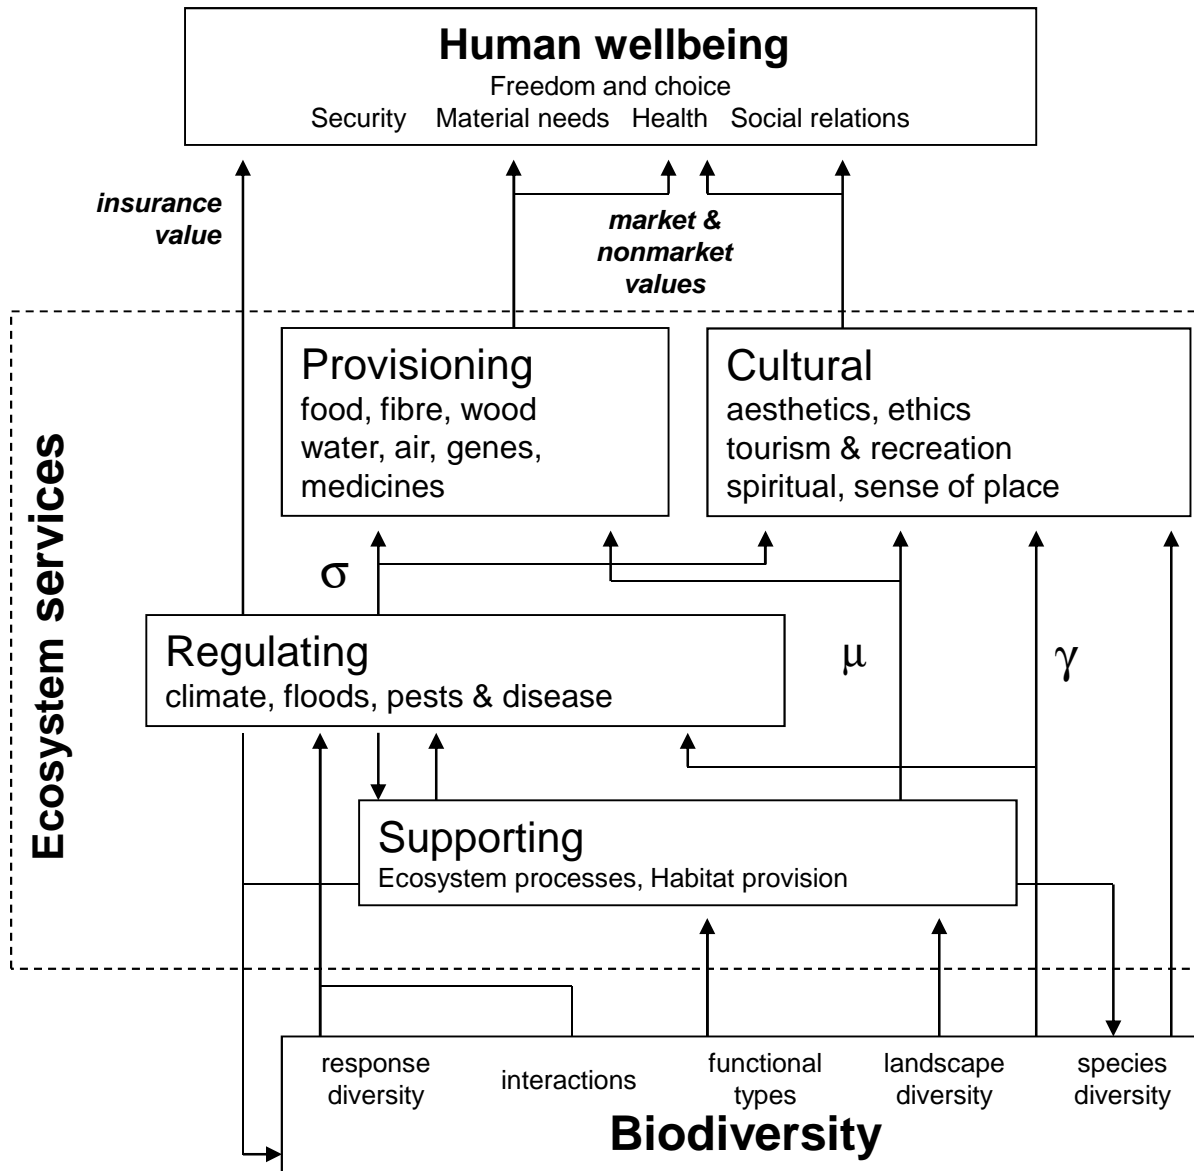 Human wellbeing
Freedom and choice
Security Material needs Health Social relations
insurance
value
market &
nonmarket
values
Ecosystem services
Provisioning
food, fibre, wood
water, air, genes,
medicines
Cultural
aesthetics, ethics
tourism & recreation
spiritual, sense of place
σ
Regulating
climate, floods, pests & disease
μ
γ
Supporting
Ecosystem processes, Habitat provision
response
diversity
interactions
functional
types
landscape
diversity
species
diversity
Biodiversity